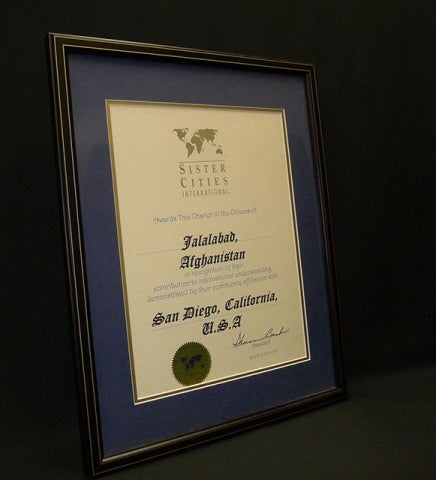 SISTER
CITIES
INTERNATIONAL
Awards This Charter to the Citizens of
Jalalabad,
Afghanistan
in recognition of their
contribution to international understanding
demonstrated by their community affiliation with
San Diego, California,
U.S.A
President